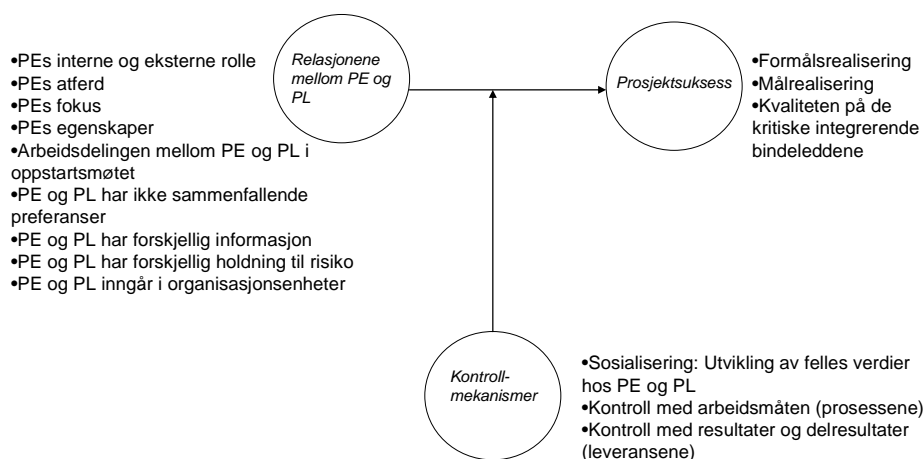 •PEs interne og eksterne rolle
•PEs atferd
•PEs fokus
•PEs egenskaper
•Arbeidsdelingen mellom PE og PL i
oppstartsmøtet
•PE og PL har ikke sammenfallende
preferanser
•PE og PL har forskjellig informasjon
•PE og PL har forskjellig holdning til risiko
•PE og PL inngår i organisasjonsenheter
Relasjonene
mellom PE og
PL
Prosjektsuksess
•Formålsrealisering
•Målrealisering
•Kvaliteten på de
kritiske integrerende
bindeleddene
Kontroll-
mekanismer
•Sosialisering: Utvikling av felles verdier
hos PE og PL
•Kontroll med arbeidsmåten (prosessene)
•Kontroll med resultater og delresultater
(leveransene)